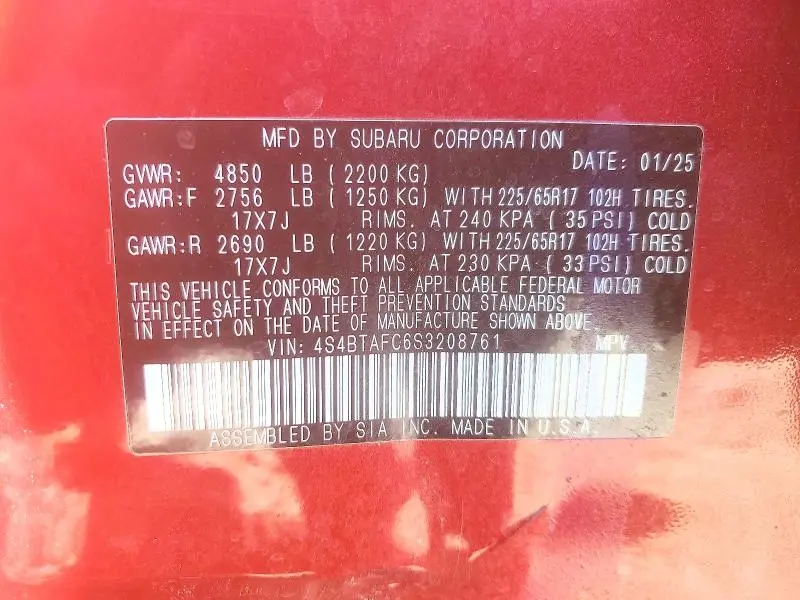 MFD BY SUBARU CORPORATION
DATE: 01/25
GVWR: 4850 LB (2200 KG)
GAWR:F 2756 LB (1250 KG) WITH 225/65R17 102H TIRES.
17X7J RIMS. AT 240 KPA (35 PSI) COLD
GAWR:R 2690 LB (1220 KG) WITH 225/65R17 102H TIRES.
17X7J RIMS. AT 230 KPA (33 PSI) COLD
THIS VEHICLE CONFORMS TO ALL APPLICABLE FEDERAL MOTOR
VEHICLE SAFETY AND THEFT PREVENTION STANDARDS
IN EFFECT ON THE DATE OF MANUFACTURE SHOWN ABOVE.
VIN: 4S4BTAFC6S3208761 MPV
ASSEMBLED BY SIA INC. MADE IN U.S.A.